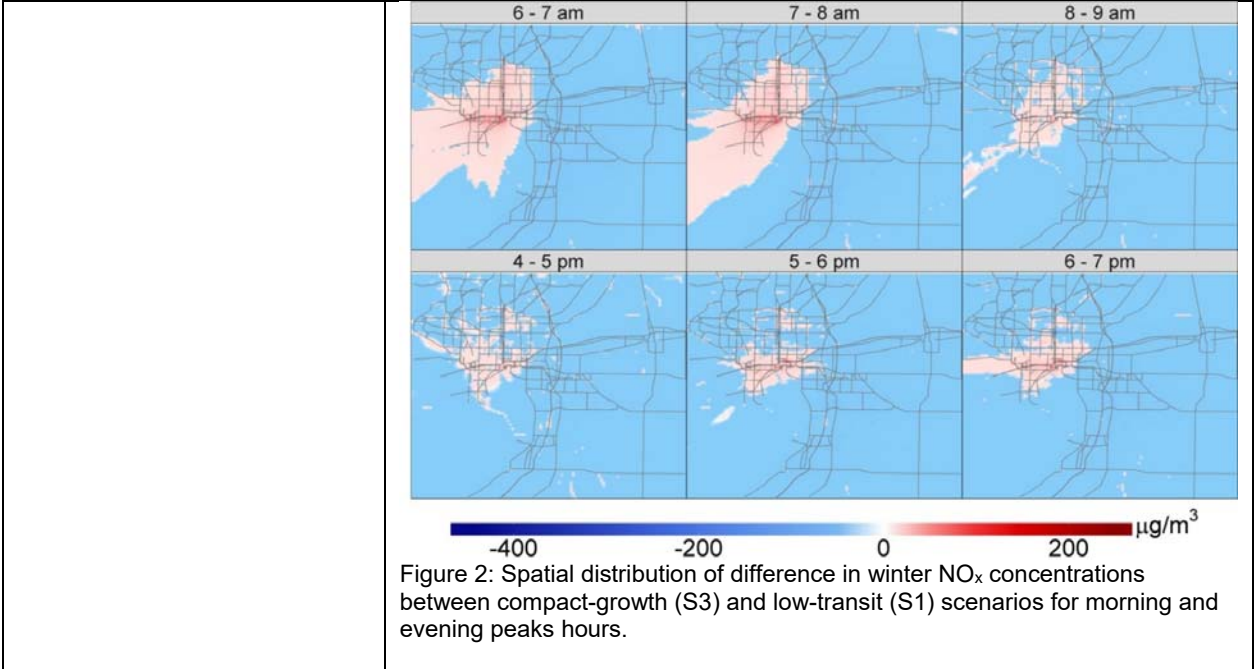 6 - 7 am
7 - 8 am
8 - 9 am
4 - 5 pm
5 - 6 pm
6 - 7 pm
-400
-200
0
200
μg/m³
Figure 2: Spatial distribution of difference in winter NOₓ concentrations
between compact-growth (S3) and low-transit (S1) scenarios for morning and
evening peaks hours.